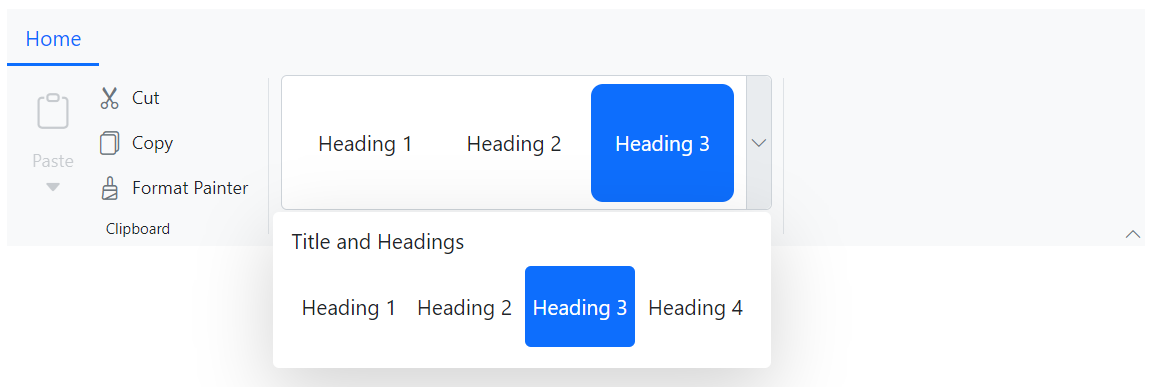 Home
Paste
Cut
Copy
Format Painter
Clipboard
Heading 1 Heading 2 Heading 3
Title and Headings
Heading 1 Heading 2 Heading 3 Heading 4